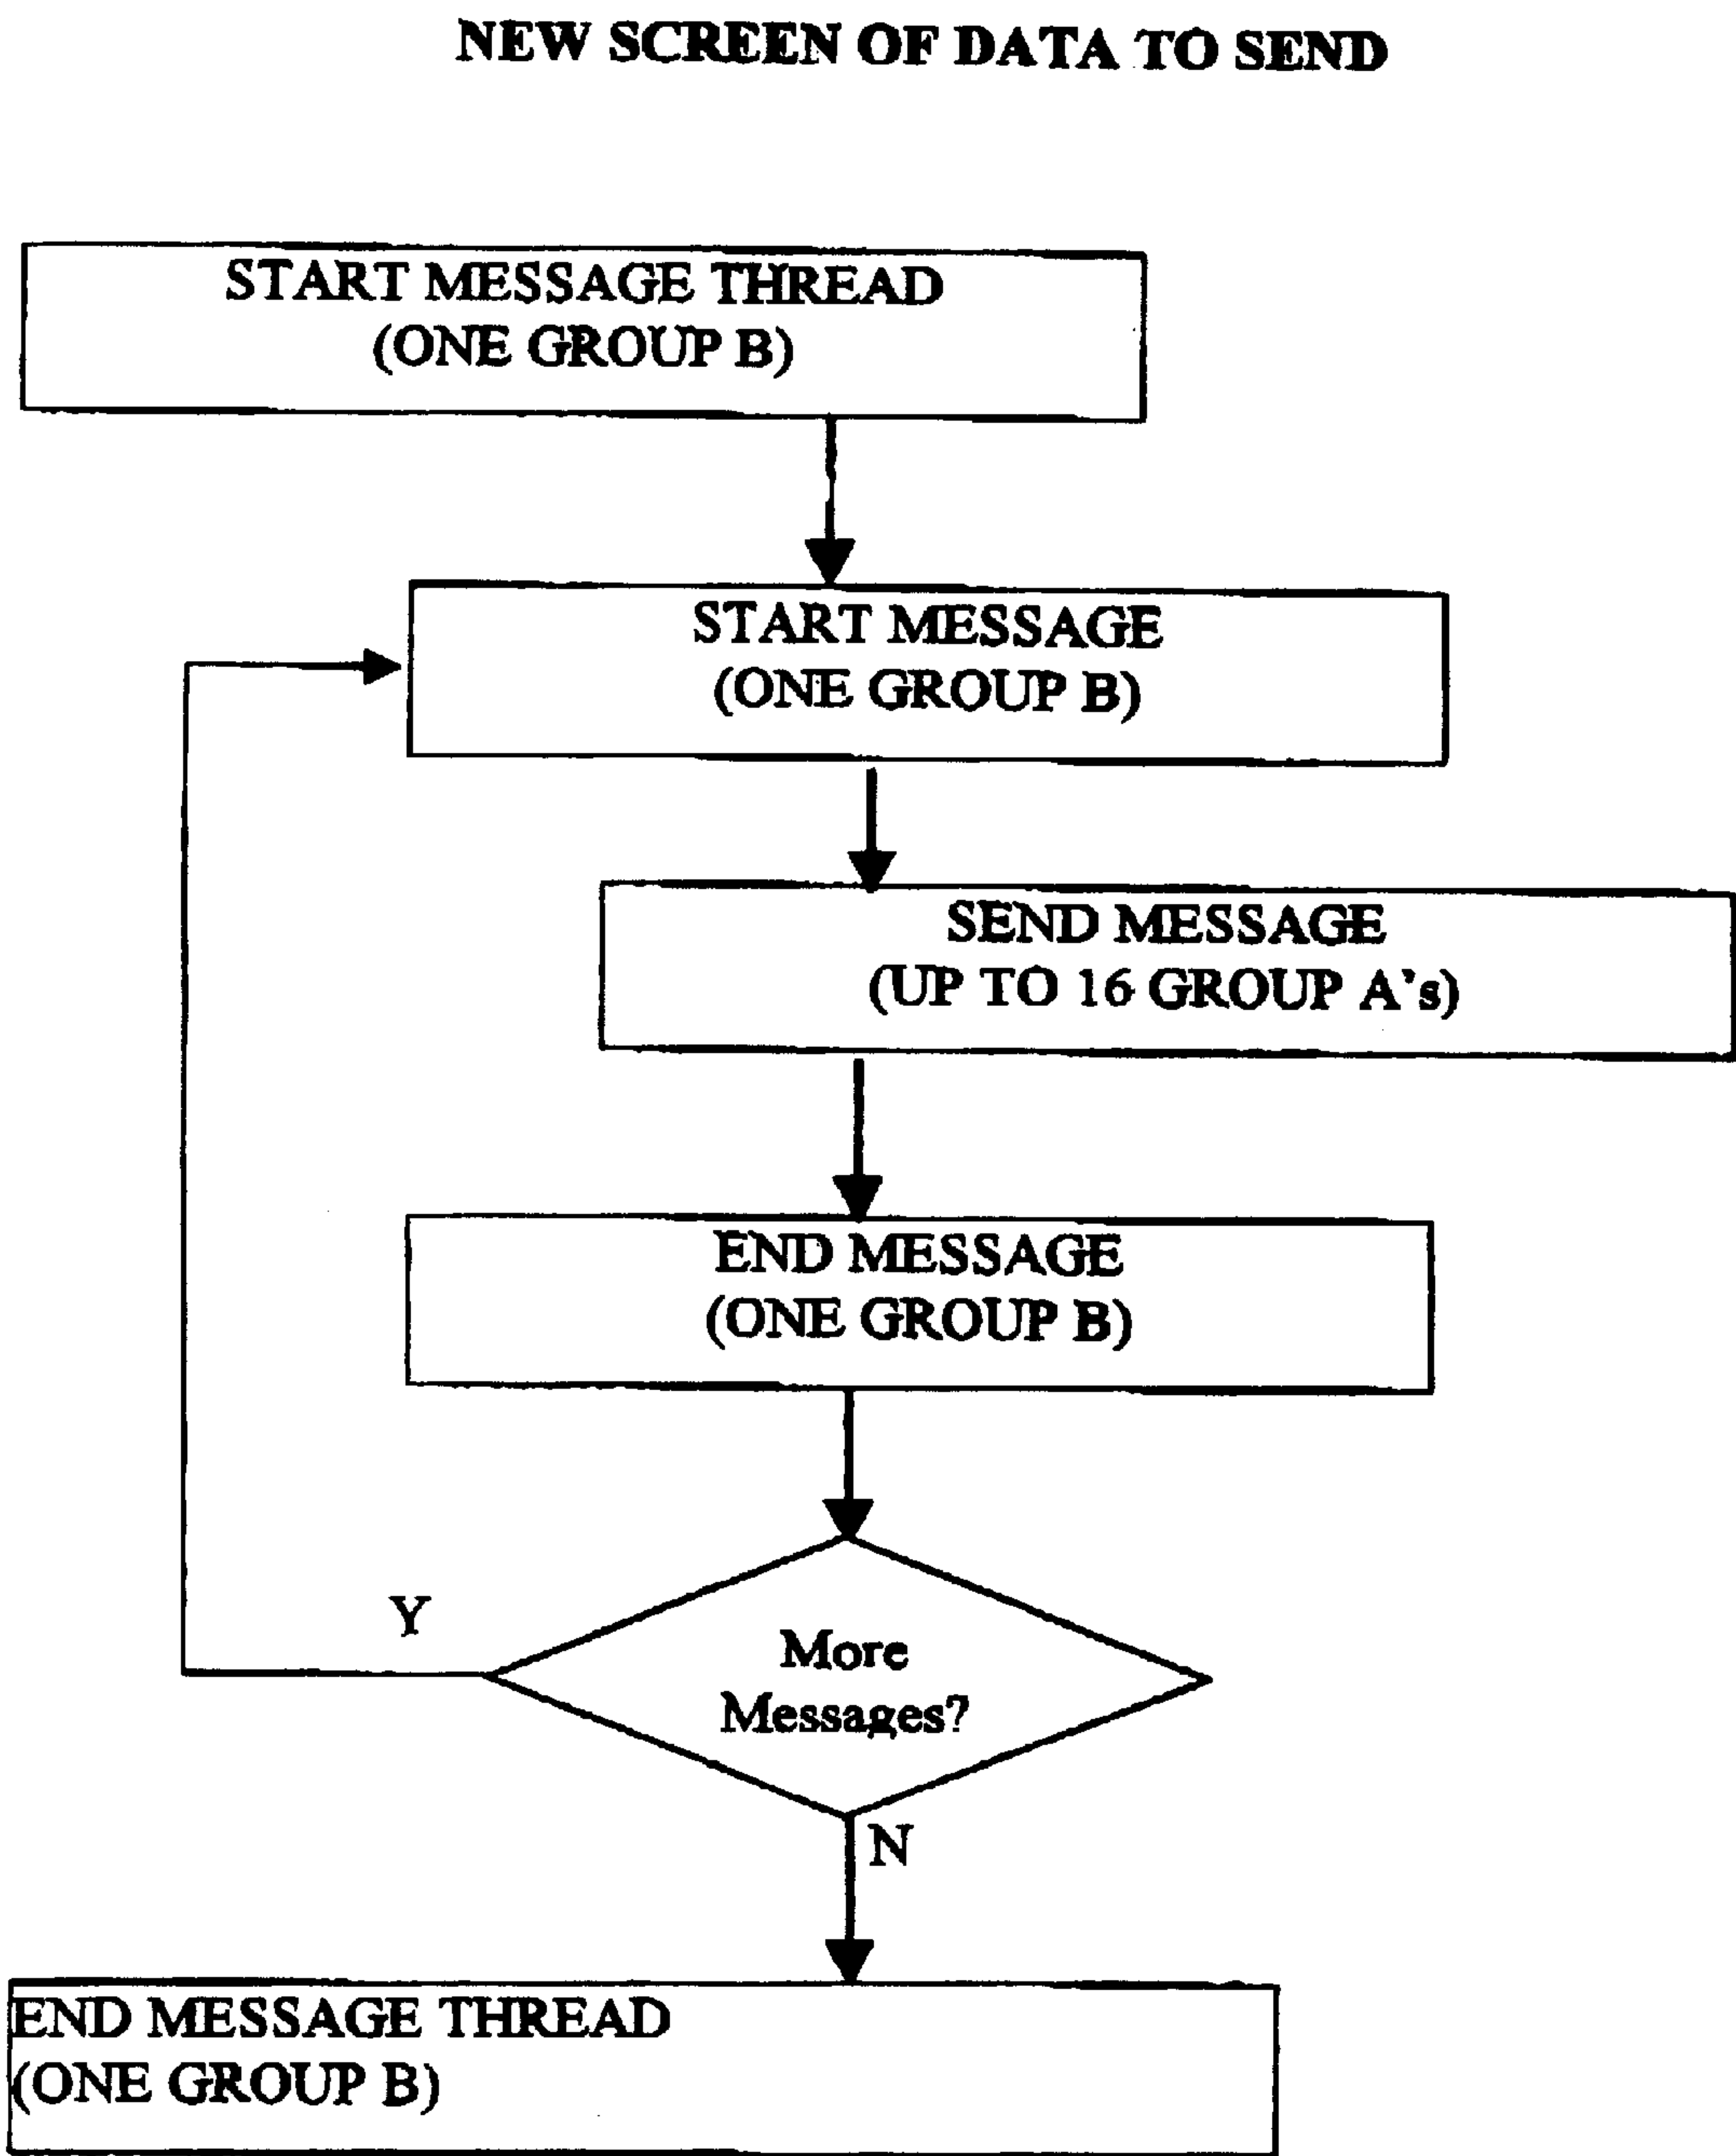 NEW SCREEN OF DATA TO SEND
START MESSAGE THREAD
(ONE GROUP B)
START MESSAGE
(ONE GROUP B)
SEND MESSAGE
(UP TO 16 GROUP A's)
END MESSAGE
(ONE GROUP B)
Y
More
Messages?
N
END MESSAGE THREAD
(ONE GROUP B)